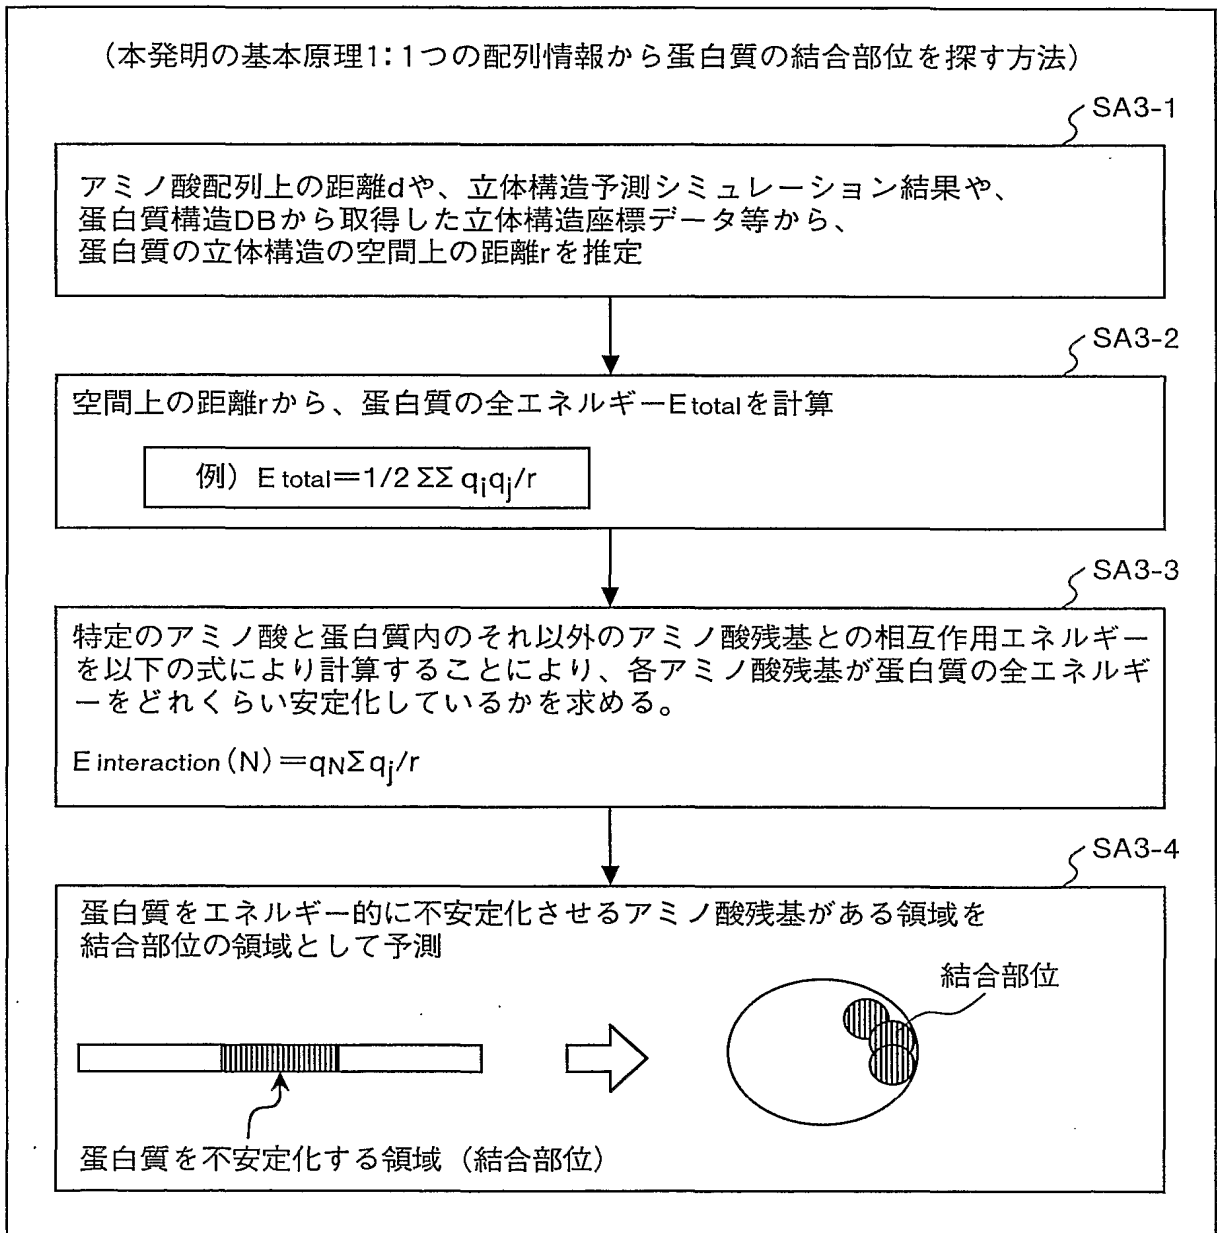 （本発明の基本原理1：1つの配列情報から蛋白質の結合部位を探す方法）
SA3-1
アミノ酸配列上の距離dや、立体構造予測シミュレーション結果や、
蛋白質構造DBから取得した立体構造座標データ等から、
蛋白質の立体構造の空間上の距離rを推定
SA3-2
空間上の距離rから、蛋白質の全エネルギーEtotalを計算
例）E total＝1/2 ΣΣ qiqj/r
SA3-3
特定のアミノ酸と蛋白質内のそれ以外のアミノ酸残基との相互作用エネルギー
を以下の式により計算することにより、各アミノ酸残基が蛋白質の全エネルギ
ーをどれくらい安定化しているかを求める。
E interaction（N）＝qNΣqj/r
SA3-4
蛋白質をエネルギー的に不安定化させるアミノ酸残基がある領域を
結合部位の領域として予測
結合部位
蛋白質を不安定化する領域（結合部位）